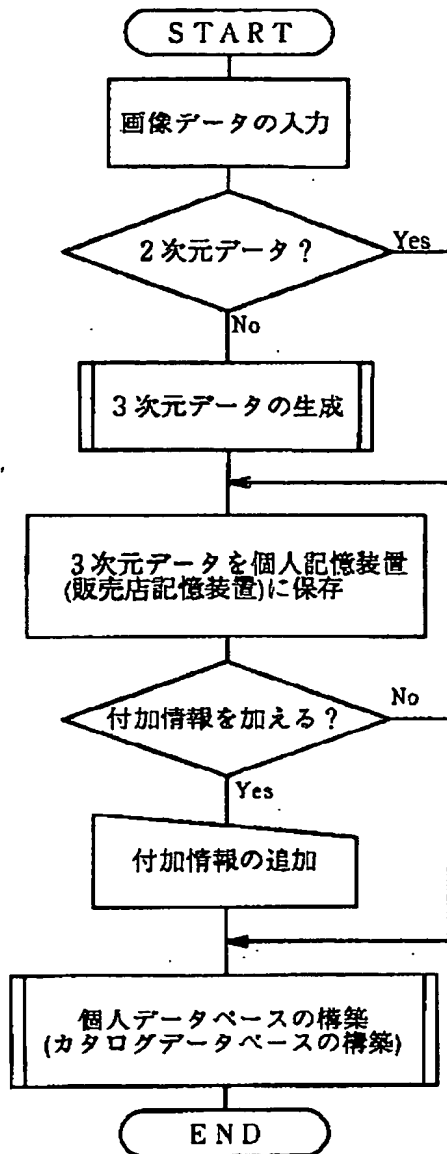 START
画像データの入力
2次元データ?
Yes
No
3次元データの生成
3次元データを個人記憶装置
(販売店記憶装置)に保存
付加情報を加える?
No
Yes
付加情報の追加
個人データベースの構築
(カタログデータベースの構築)
END